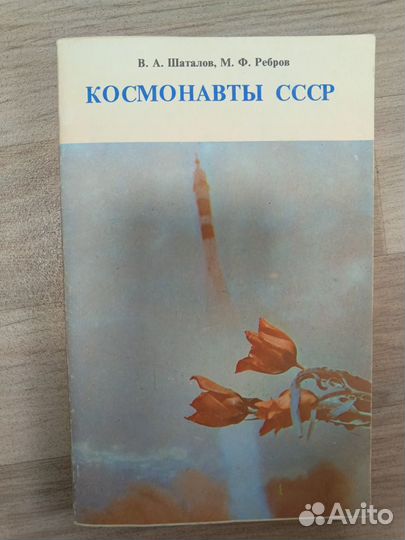 В. А. Шаталов, М. Ф. Ребров
КОСМОНАВТЫ СССР
Avito